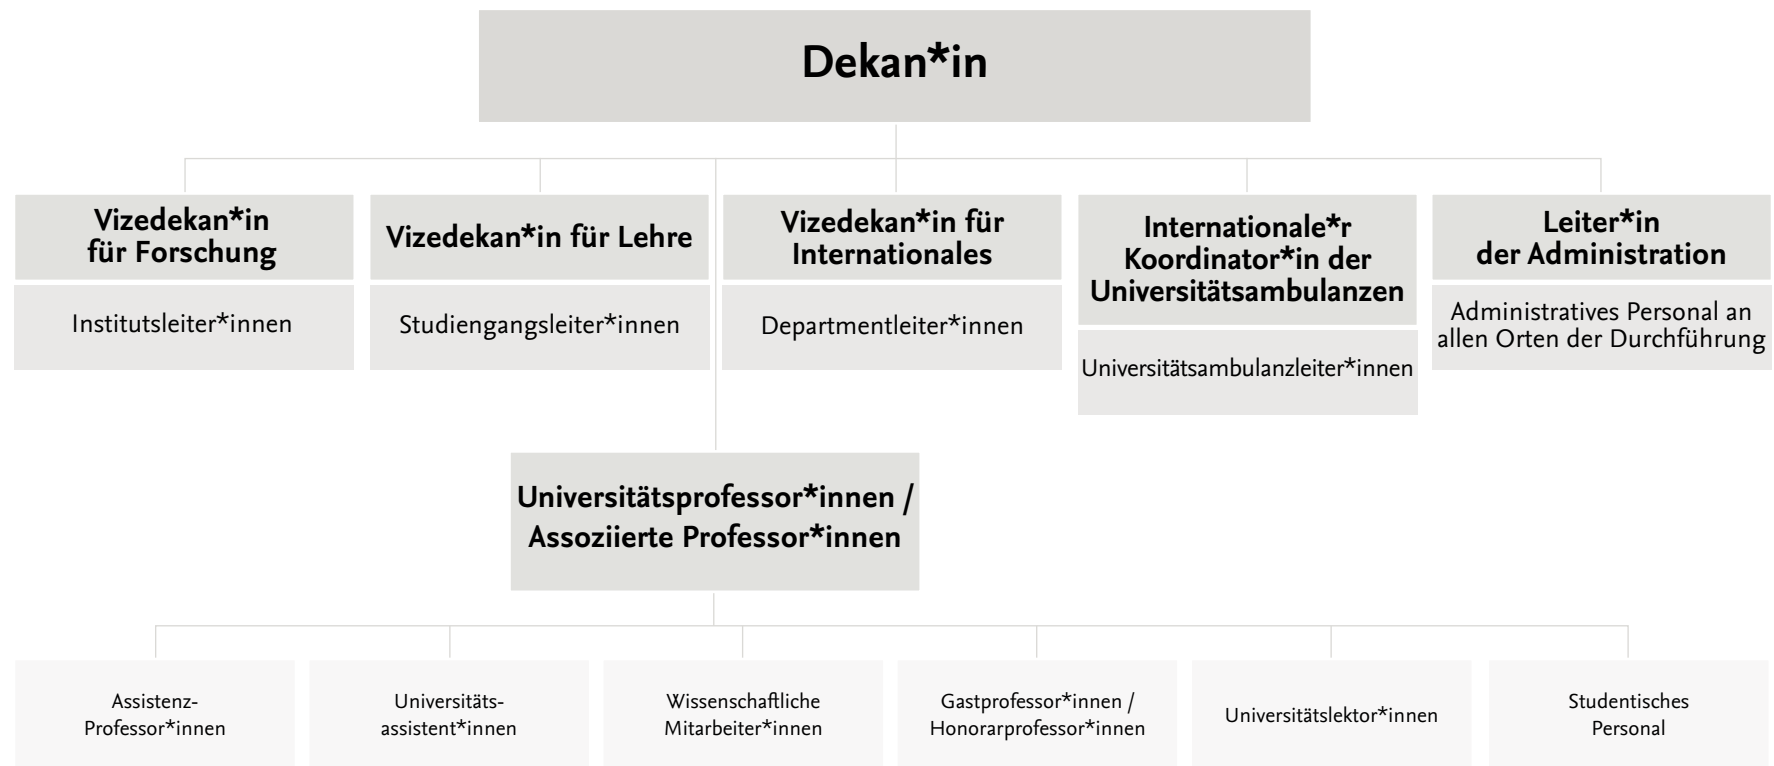 Dekan*in
Vizedekan*in
für Forschung
Institutsleiter*innen
Vizedekan*in für Lehre
Studiengangsleiter*innen
Vizedekan*in für
Internationales
Departmentleiter*innen
Internationale*r
Koordinator*in der
Universitätsambulanzen
Universitätsambulanzleiter*innen
Leiter*in
der Administration
Administratives Personal an
allen Orten der Durchführung
Universitätsprofessor*innen /
Assoziierte Professor*innen
Assistenz-
Professor*innen
Universitäts-
assistent*innen
Wissenschaftliche
Mitarbeiter*innen
Gastprofessor*innen /
Honorarprofessor*innen
Universitätslektor*innen
Studentisches
Personal